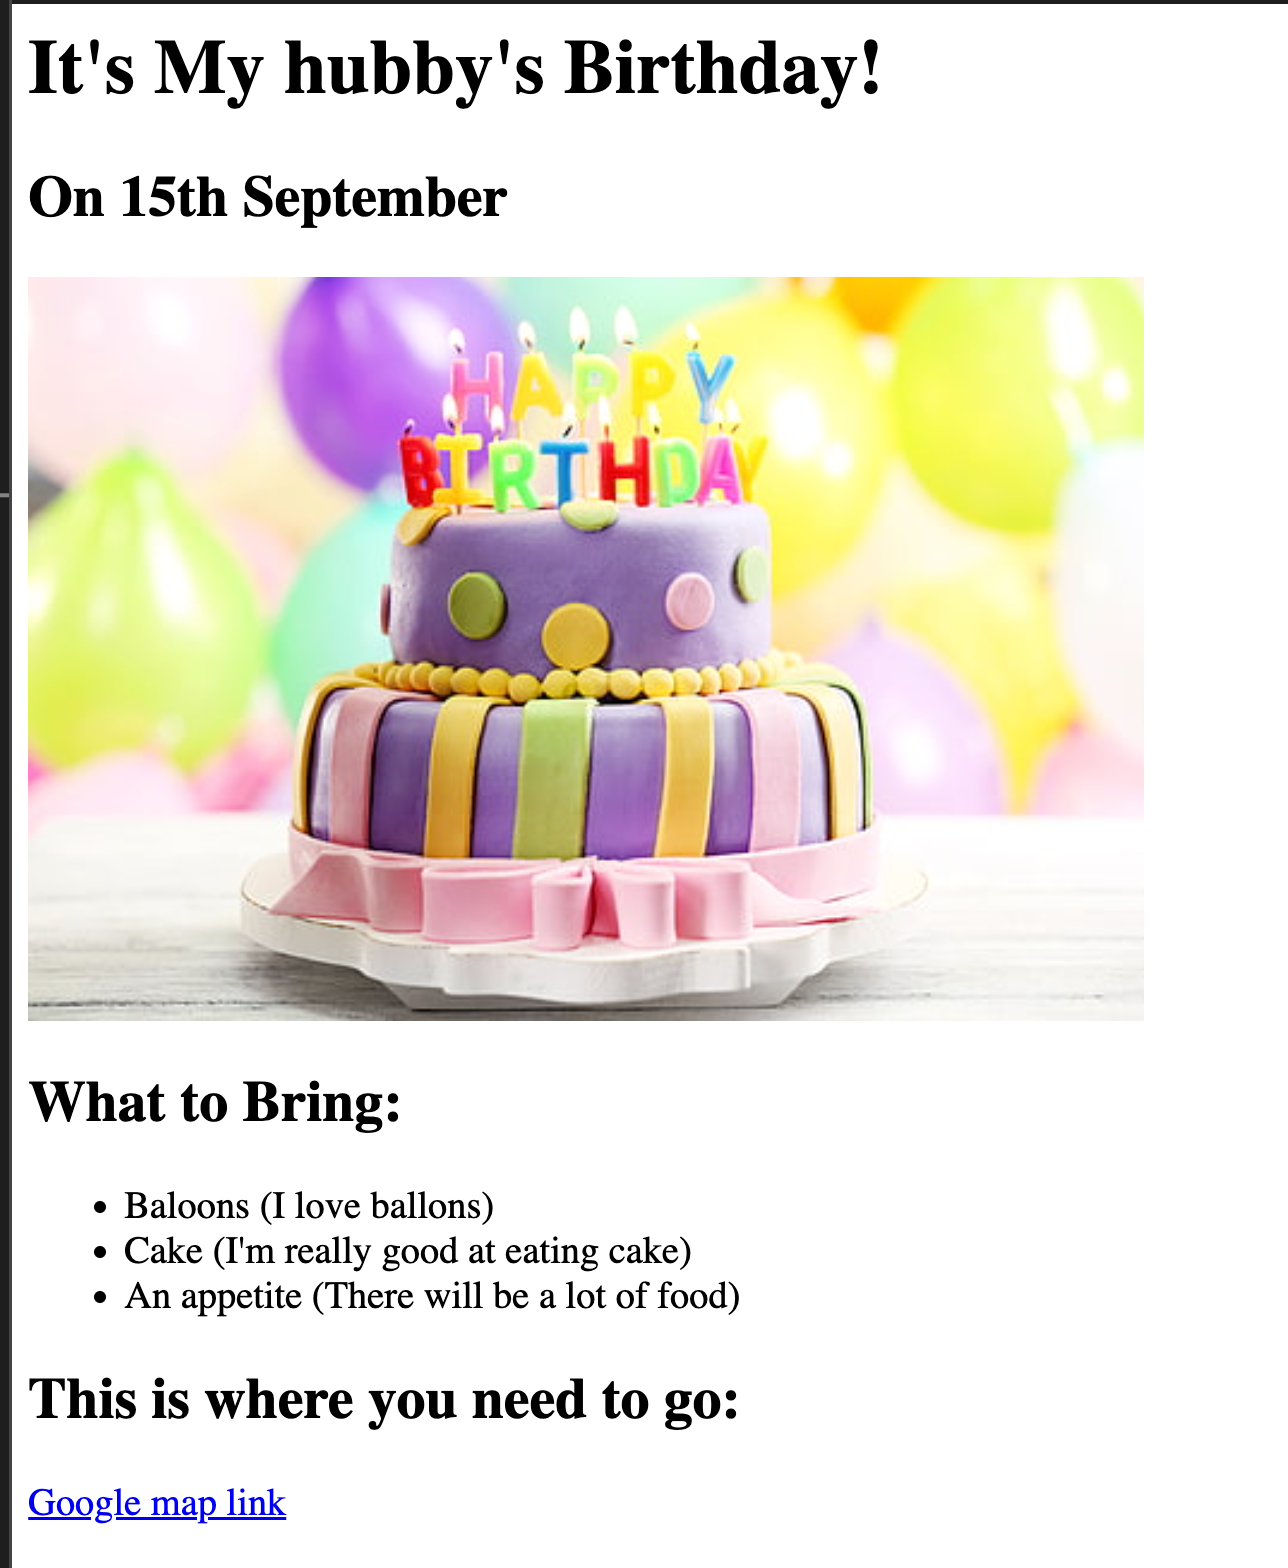 It's My hubby's Birthday!
On 15th September
HAPPY
BIRTHDAY
What to Bring:
• Baloons (I love ballons)
• Cake (I'm really good at eating cake)
• An appetite (There will be a lot of food)
This is where you need to go:
Google map link